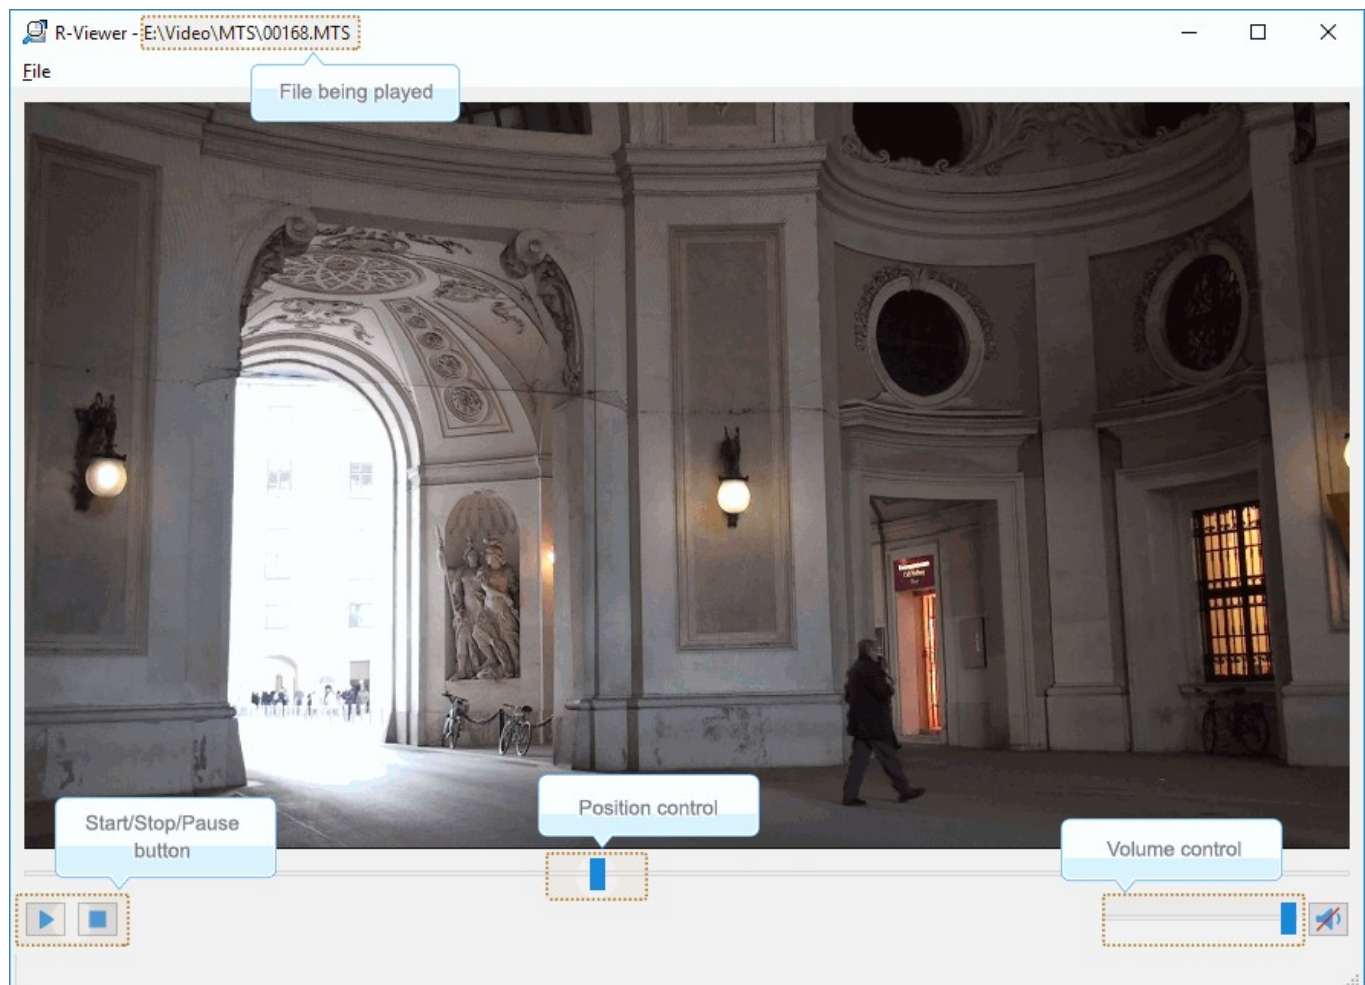 R-Viewer - E:\Video\MTS\00168.MTS
File
File being played
Position control
Start/Stop/Pause
button
Volume control